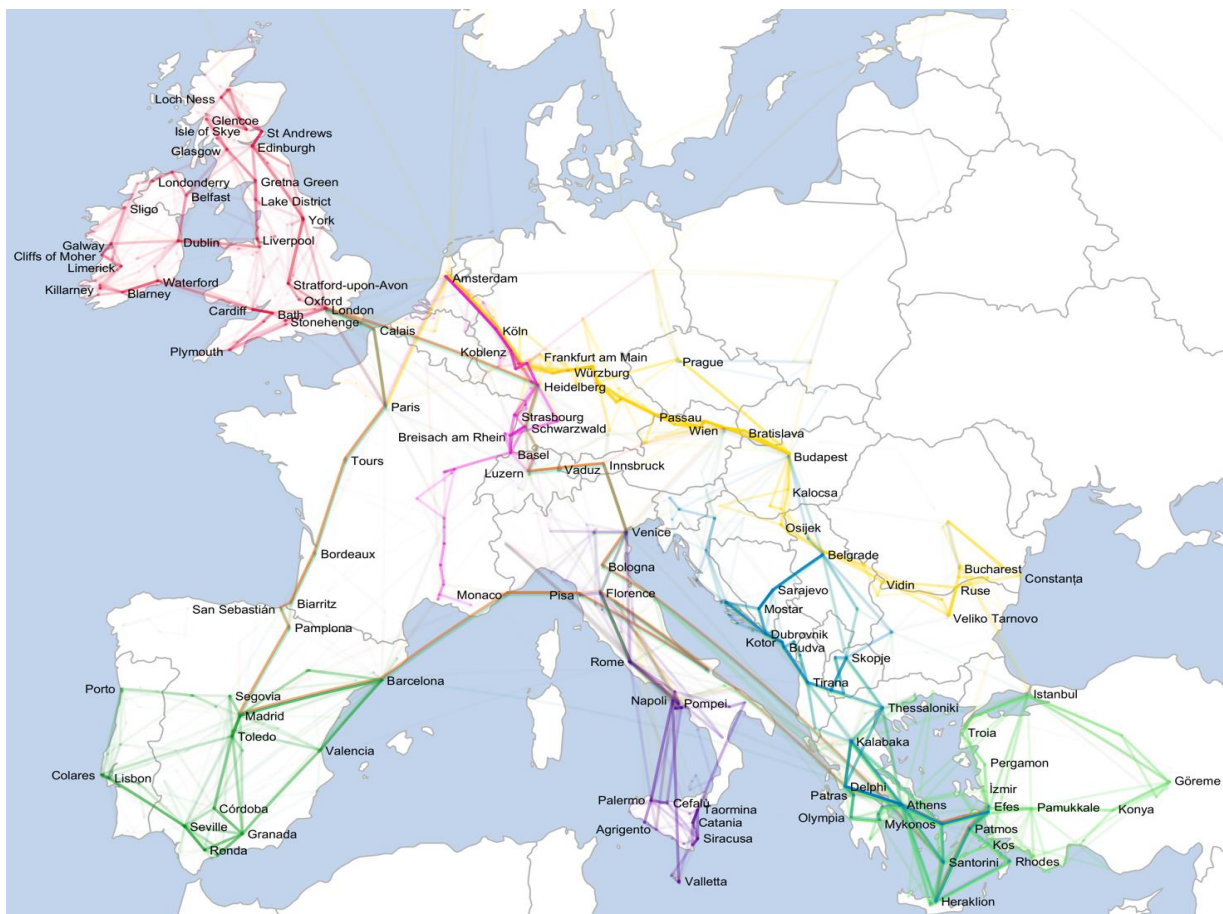 Loch Ness
Glencoe
Isle of Skye
St Andrews
Glasgow
Edinburgh
Londonderry
Gretna Green
Belfast
Lake District
Sligo
York
Galway
Dublin
Liverpool
Cliffs of Moher
Limerick
Killarney
Blarney
Waterford
Stratford-upon-Avon
Oxford
Cardiff
London
Bath
Stonehenge
Plymouth
Calais
Amsterdam
Köln
Koblenz
Frankfurt am Main
Würzburg
Prague
Heidelberg
Paris
Strasbourg
Schwarzwald
Breisach am Rhein
Passau
Wien
Bratislava
Basel
Budapest
Tours
Luzern
Vaduz
Innsbruck
Kalocsa
Osijek
Venice
Bordeaux
Belgrade
Bologna
Bucharest
Constanța
Vidin
Ruse
Sarajevo
Monaco
Pisa
Florence
Mostar
Veliko Tarnovo
San Sebastián
Biarritz
Pamplona
Dubrovnik
Kotor
Budva
Skopje
Rome
Tirana
Barcelona
Porto
Segovia
Istanbul
Napoli
Pompei
Thessaloniki
Madrid
Toledo
Troia
Valencia
Kalabaka
Pergamon
Colares
Lisbon
Göreme
Delphi
İzmir
Patras
Palermo
Cefalù
Athens
Efes
Pamukkale
Konya
Córdoba
Taormina
Olympia
Mykonos
Patmos
Seville
Granada
Agrigento
Catania
Siracusa
Kos
Ronda
Santorini
Rhodes
Valletta
Heraklion